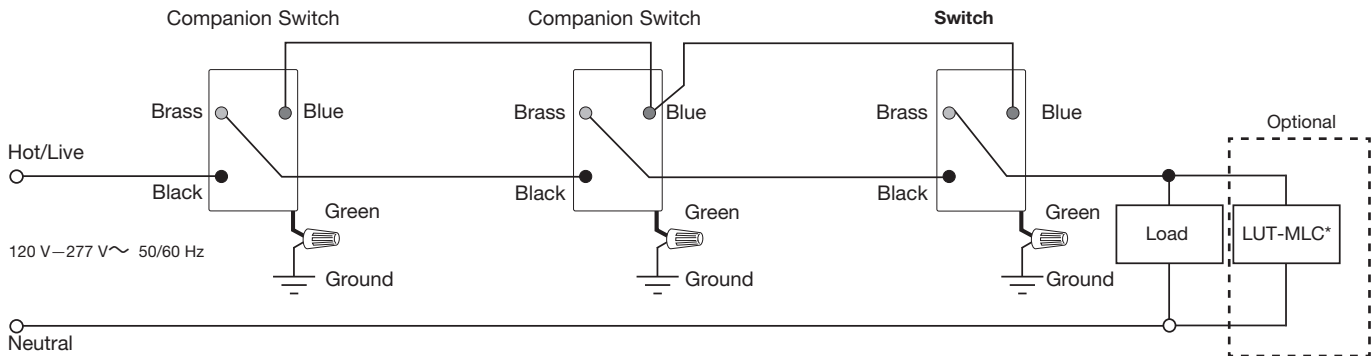 Companion Switch
Companion Switch
Switch
Brass
Blue
Brass
Blue
Brass
Blue
Optional
Hot/Live
Black
Black
Black
Green
Green
Green
Load
LUT-MLC*
120 V—277 V~ 50/60 Hz
Ground
Ground
Ground
Neutral